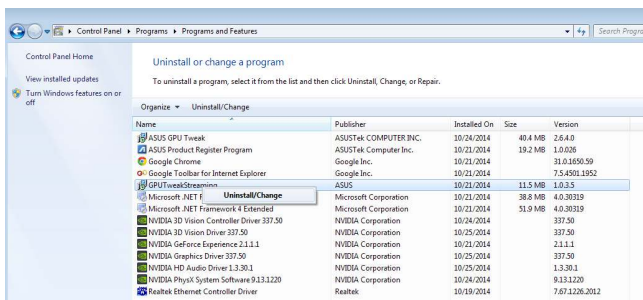 Control Panel ▸ Programs ▸ Programs and Features
Search Progra
Control Panel Home
View installed updates
Turn Windows features on or off
Uninstall or change a program
To uninstall a program, select it from the list and then click Uninstall, Change, or Repair.
Organize Uninstall/Change
Name Publisher Installed On Size Version
ASUS GPU Tweak ASUSTek COMPUTER INC. 10/24/2014 40.4 MB 2.6.4.0
ASUS Product Register Program ASUSTek Computer Inc. 10/21/2014 19.2 MB 1.0.026
Google Chrome Google Inc. 10/21/2014 31.0.1650.59
Google Toolbar for Internet Explorer Google Inc. 10/21/2014 7.5.4501.1952
GPUTweakStreaming ASUS 10/21/2014 11.5 MB 1.0.3.5
Uninstall/Change
Microsoft .NET F Microsoft Corporation 10/21/2014 38.8 MB 4.0.30319
Microsoft .NET Framework 4 Extended Microsoft Corporation 10/21/2014 51.9 MB 4.0.30319
NVIDIA 3D Vision Controller Driver 337.50 NVIDIA Corporation 10/24/2014 337.50
NVIDIA 3D Vision Driver 337.50 NVIDIA Corporation 10/25/2014 337.50
NVIDIA GeForce Experience 2.1.1.1 NVIDIA Corporation 10/21/2014 2.1.1.1
NVIDIA Graphics Driver 337.50 NVIDIA Corporation 10/25/2014 337.50
NVIDIA HD Audio Driver 1.3.30.1 NVIDIA Corporation 10/25/2014 1.3.30.1
NVIDIA PhysX System Software 9.13.1220 NVIDIA Corporation 10/24/2014 9.13.1220
Realtek Ethernet Controller Driver Realtek 10/19/2014 7.67.1226.2012